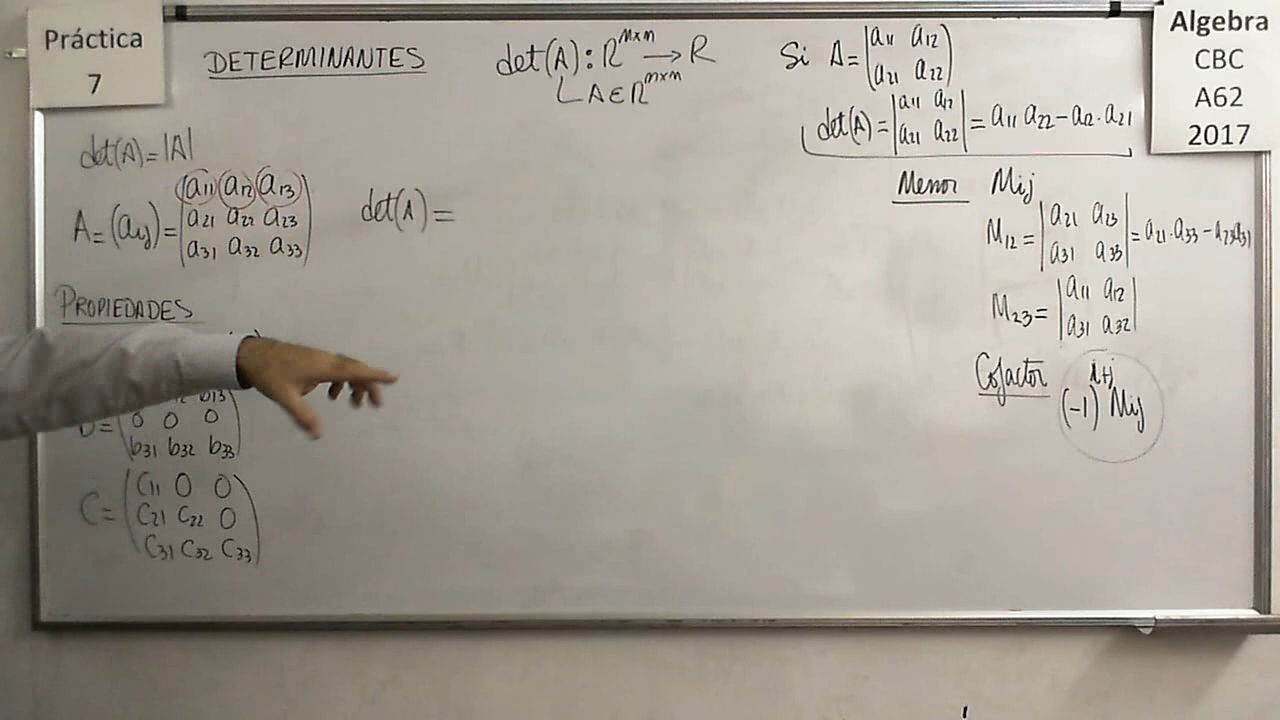 Práctica
7
DETERMINANTES
det(A): ℝⁿˣⁿ → R
A ∈ ℝⁿˣⁿ
Si A = (a11 a12
a21 a22)
det(A) = |a11 a12
a21 a22| = a11 a22 – a12 . a21
Algebra
CBC
A62
2017
det(A) = |A|
A = (aij) = (a11 a12 a13
a21 a22 a23
a31 a32 a33)
det(A) =
Menor Mij
M12 = |a21 a23
a31 a33| = a21 . a33 – a23 a31
M23 = |a11 a12
a31 a32|
Cofactor (-1)^i+j Mij
PROPIEDADES
b13
0 0 0
b31 b32 b33)
C = (C11 0 0
C21 C22 0
C31 C32 C33)